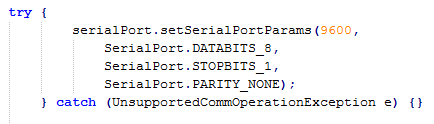 try {
serialPort.setSerialPortParams(9600,
SerialPort.DATABITS_8,
SerialPort.STOPBITS_1,
SerialPort.PARITY_NONE);
} catch (UnsupportedCommOperationException e) {}